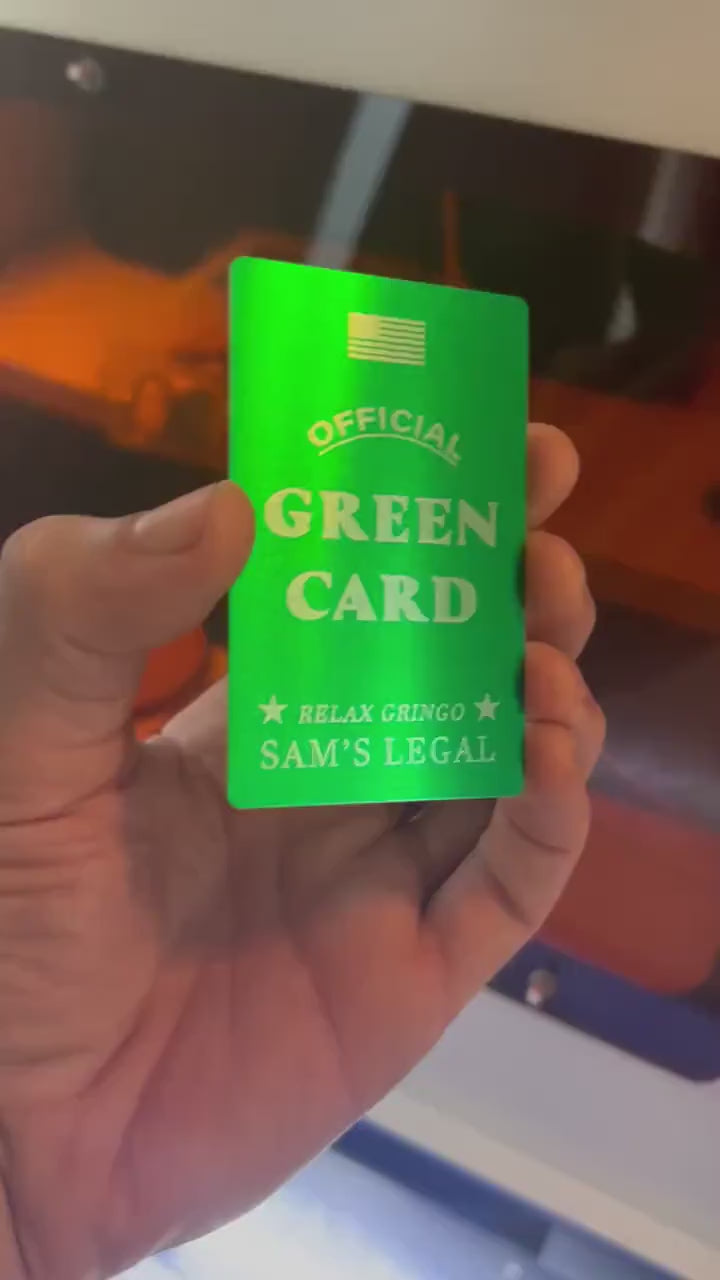 OFFICIAL
GREEN
CARD
★ RELAX GRINGO ★
SAM'S LEGAL